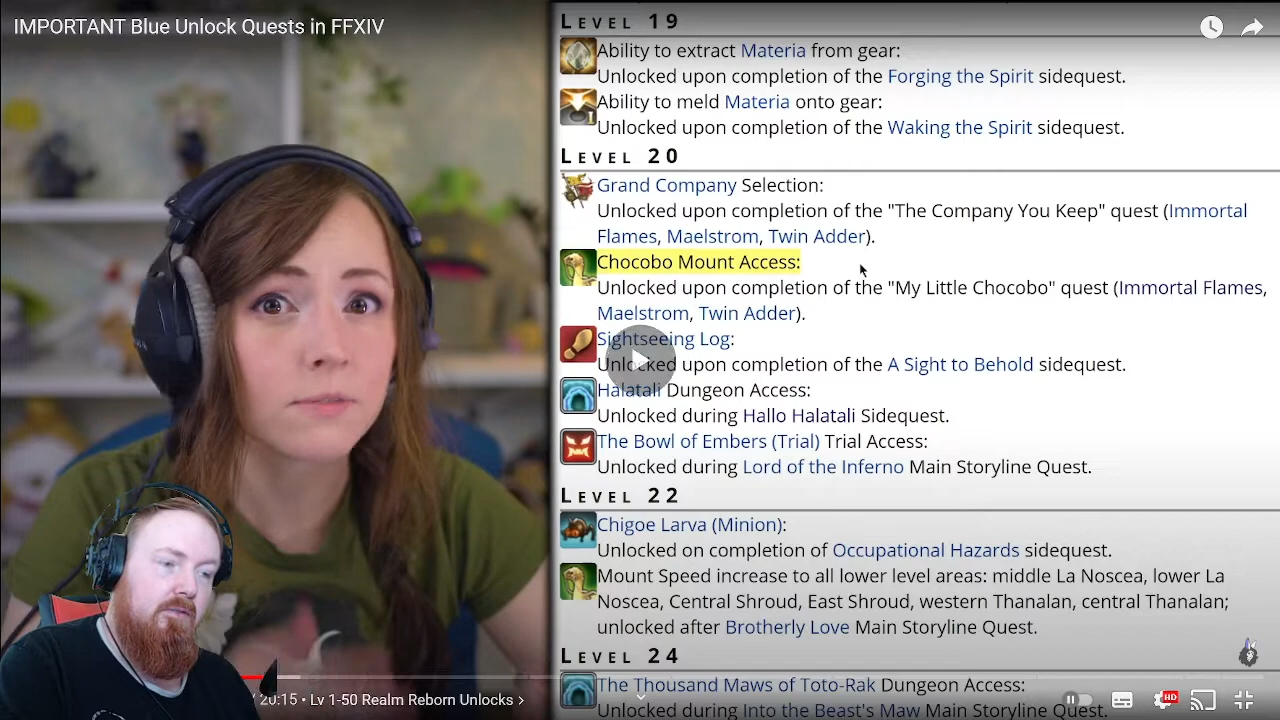 IMPORTANT Blue Unlock Quests in FFXIV
LEVEL 19
Ability to extract Materia from gear:
Unlocked upon completion of the Forging the Spirit sidequest.
Ability to meld Materia onto gear:
Unlocked upon completion of the Waking the Spirit sidequest.
LEVEL 20
Grand Company Selection:
Unlocked upon completion of the "The Company You Keep" quest (Immortal
Flames, Maelstrom, Twin Adder).
Chocobo Mount Access:
Unlocked upon completion of the "My Little Chocobo" quest (Immortal Flames,
Maelstrom, Twin Adder).
Sightseeing Log:
Unlocked upon completion of the A Sight to Behold sidequest.
Halatali Dungeon Access:
Unlocked during Hallo Halatali Sidequest.
The Bowl of Embers (Trial) Trial Access:
Unlocked during Lord of the Inferno Main Storyline Quest.
LEVEL 22
Chigoe Larva (Minion):
Unlocked on completion of Occupational Hazards sidequest.
Mount Speed increase to all lower level areas: middle La Noscea, lower La
Noscea, Central Shroud, East Shroud, western Thanalan, central Thanalan;
unlocked after Brotherly Love Main Storyline Quest.
LEVEL 24
The Thousand Maws of Toto-Rak Dungeon Access:
Unlocked during Into the Beast's Maw Main Storyline Quest.
/ 20:15 • Lv 1-50 Realm Reborn Unlocks >
HD